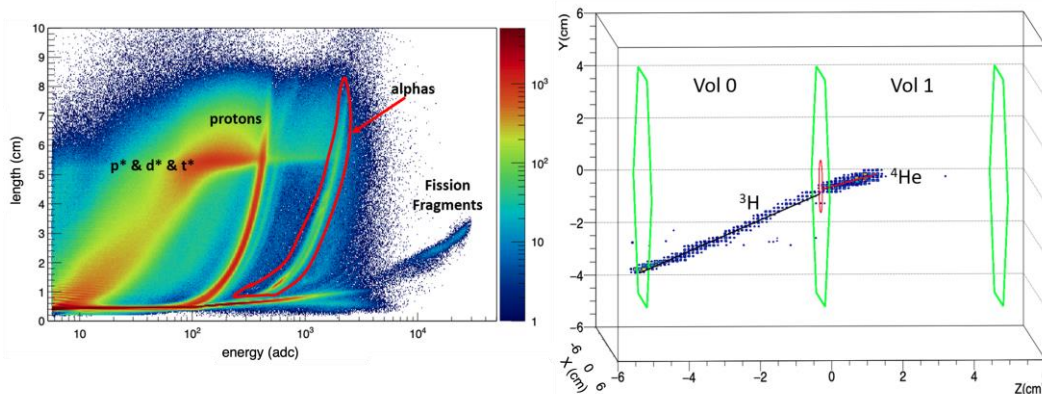 length (cm)
10
9
8
7
6
5
4
3
2
1
0
protons
alphas
p* & d* & t*
Fission
Fragments
10
10²
10³
10⁴
energy (adc)
10³
10²
10
1
Y(cm)
6
4
2
0
−2
−4
−6
Vol 0
Vol 1
³H
⁴He
−6
0
6
X (cm)
−6
−4
−2
0
2
4
Z(cm)